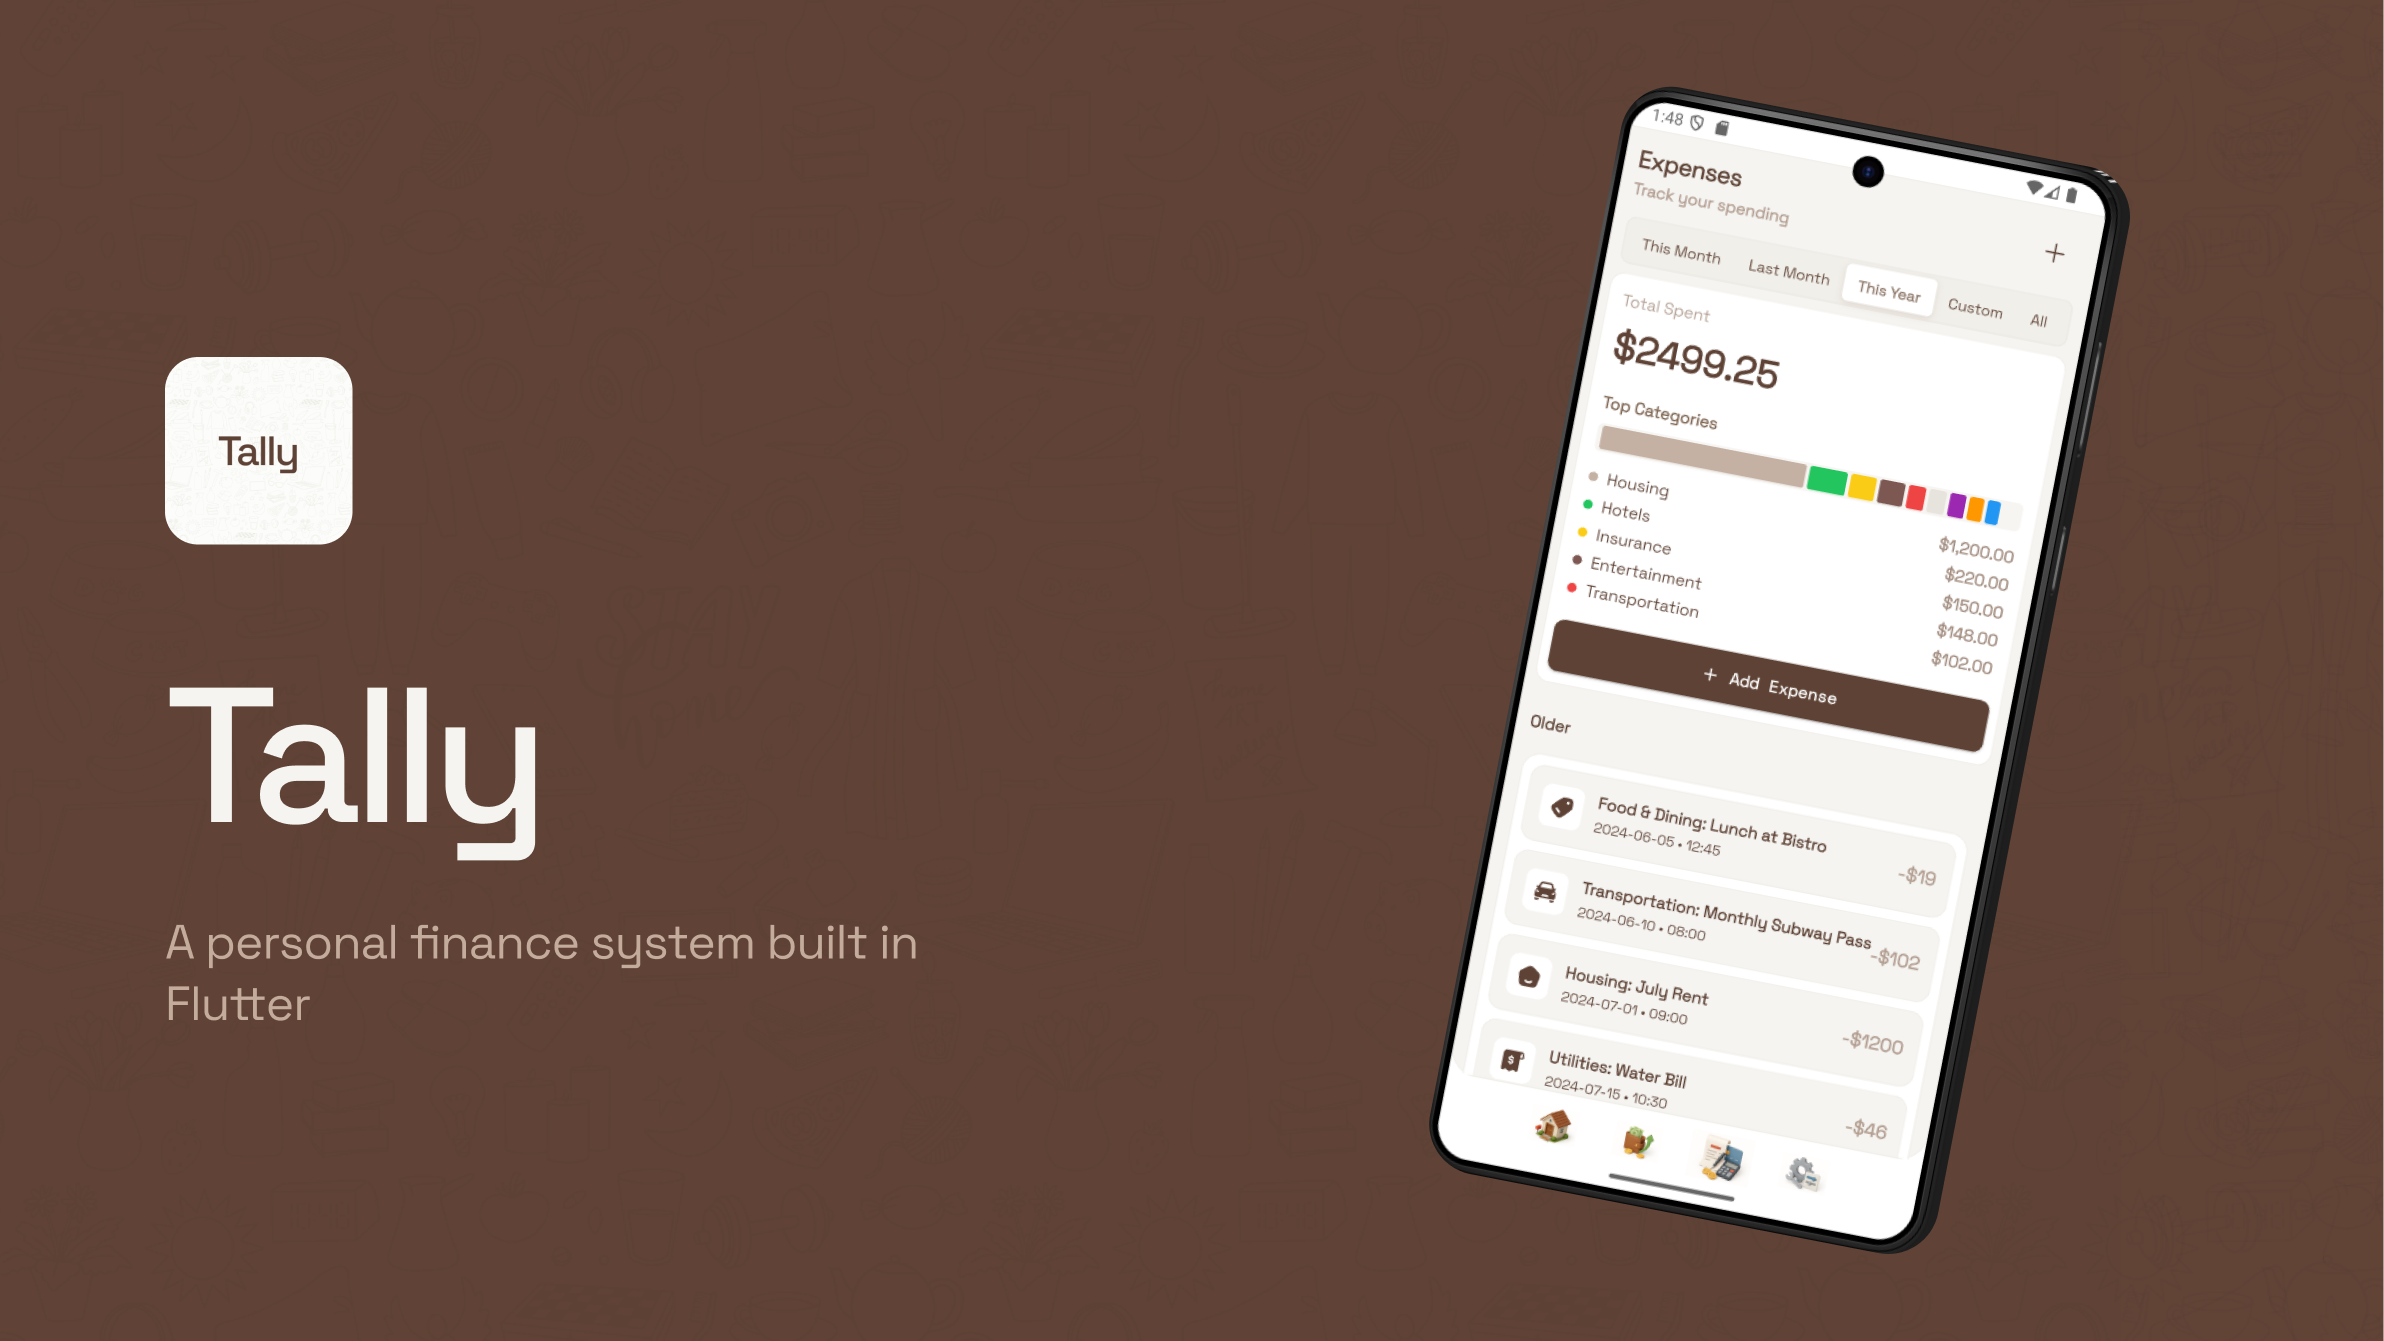 Tally
Tally
A personal finance system built in
Flutter
1:48
Expenses
Track your spending
This Month Last Month This Year Custom All
Total Spent
$2499.25
Top Categories
Housing $1,200.00
Hotels $220.00
Insurance $150.00
Entertainment $148.00
Transportation $102.00
+ Add Expense
Older
Food & Dining: Lunch at Bistro
2024-06-05 • 12:45
-$19
Transportation: Monthly Subway Pass
2024-06-10 • 08:00
-$102
Housing: July Rent
2024-07-01 • 09:00
-$1200
Utilities: Water Bill
2024-07-15 • 10:30
-$46